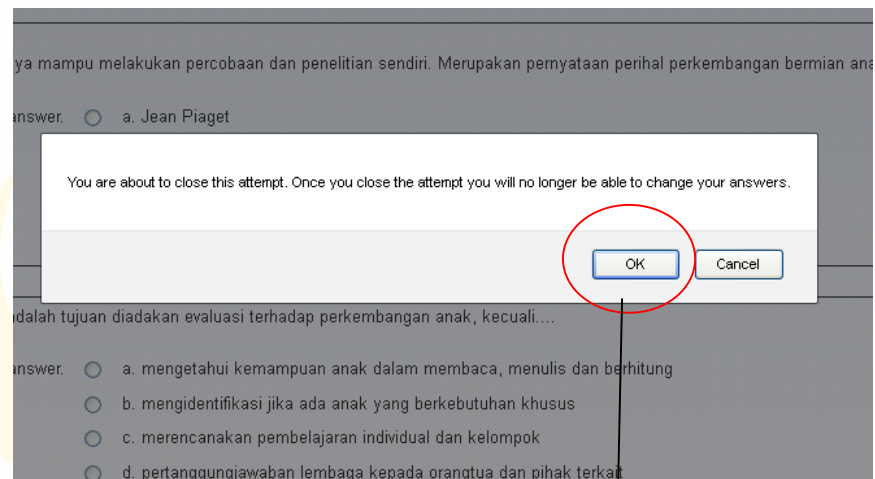 ya mampu melakukan percobaan dan penelitian sendiri. Merupakan pernyataan perihal perkembangan bermian ana
answer. a. Jean Piaget
You are about to close this attempt. Once you close the attempt you will no longer be able to change your answers.
OK Cancel
dalah tujuan diadakan evaluasi terhadap perkembangan anak, kecuali....
answer. a. mengetahui kemampuan anak dalam membaca, menulis dan berhitung
b. mengidentifikasi jika ada anak yang berkebutuhan khusus
c. merencanakan pembelajaran individual dan kelompok
d. pertanggungjawaban lembaga kepada orangtua dan pihak terkait